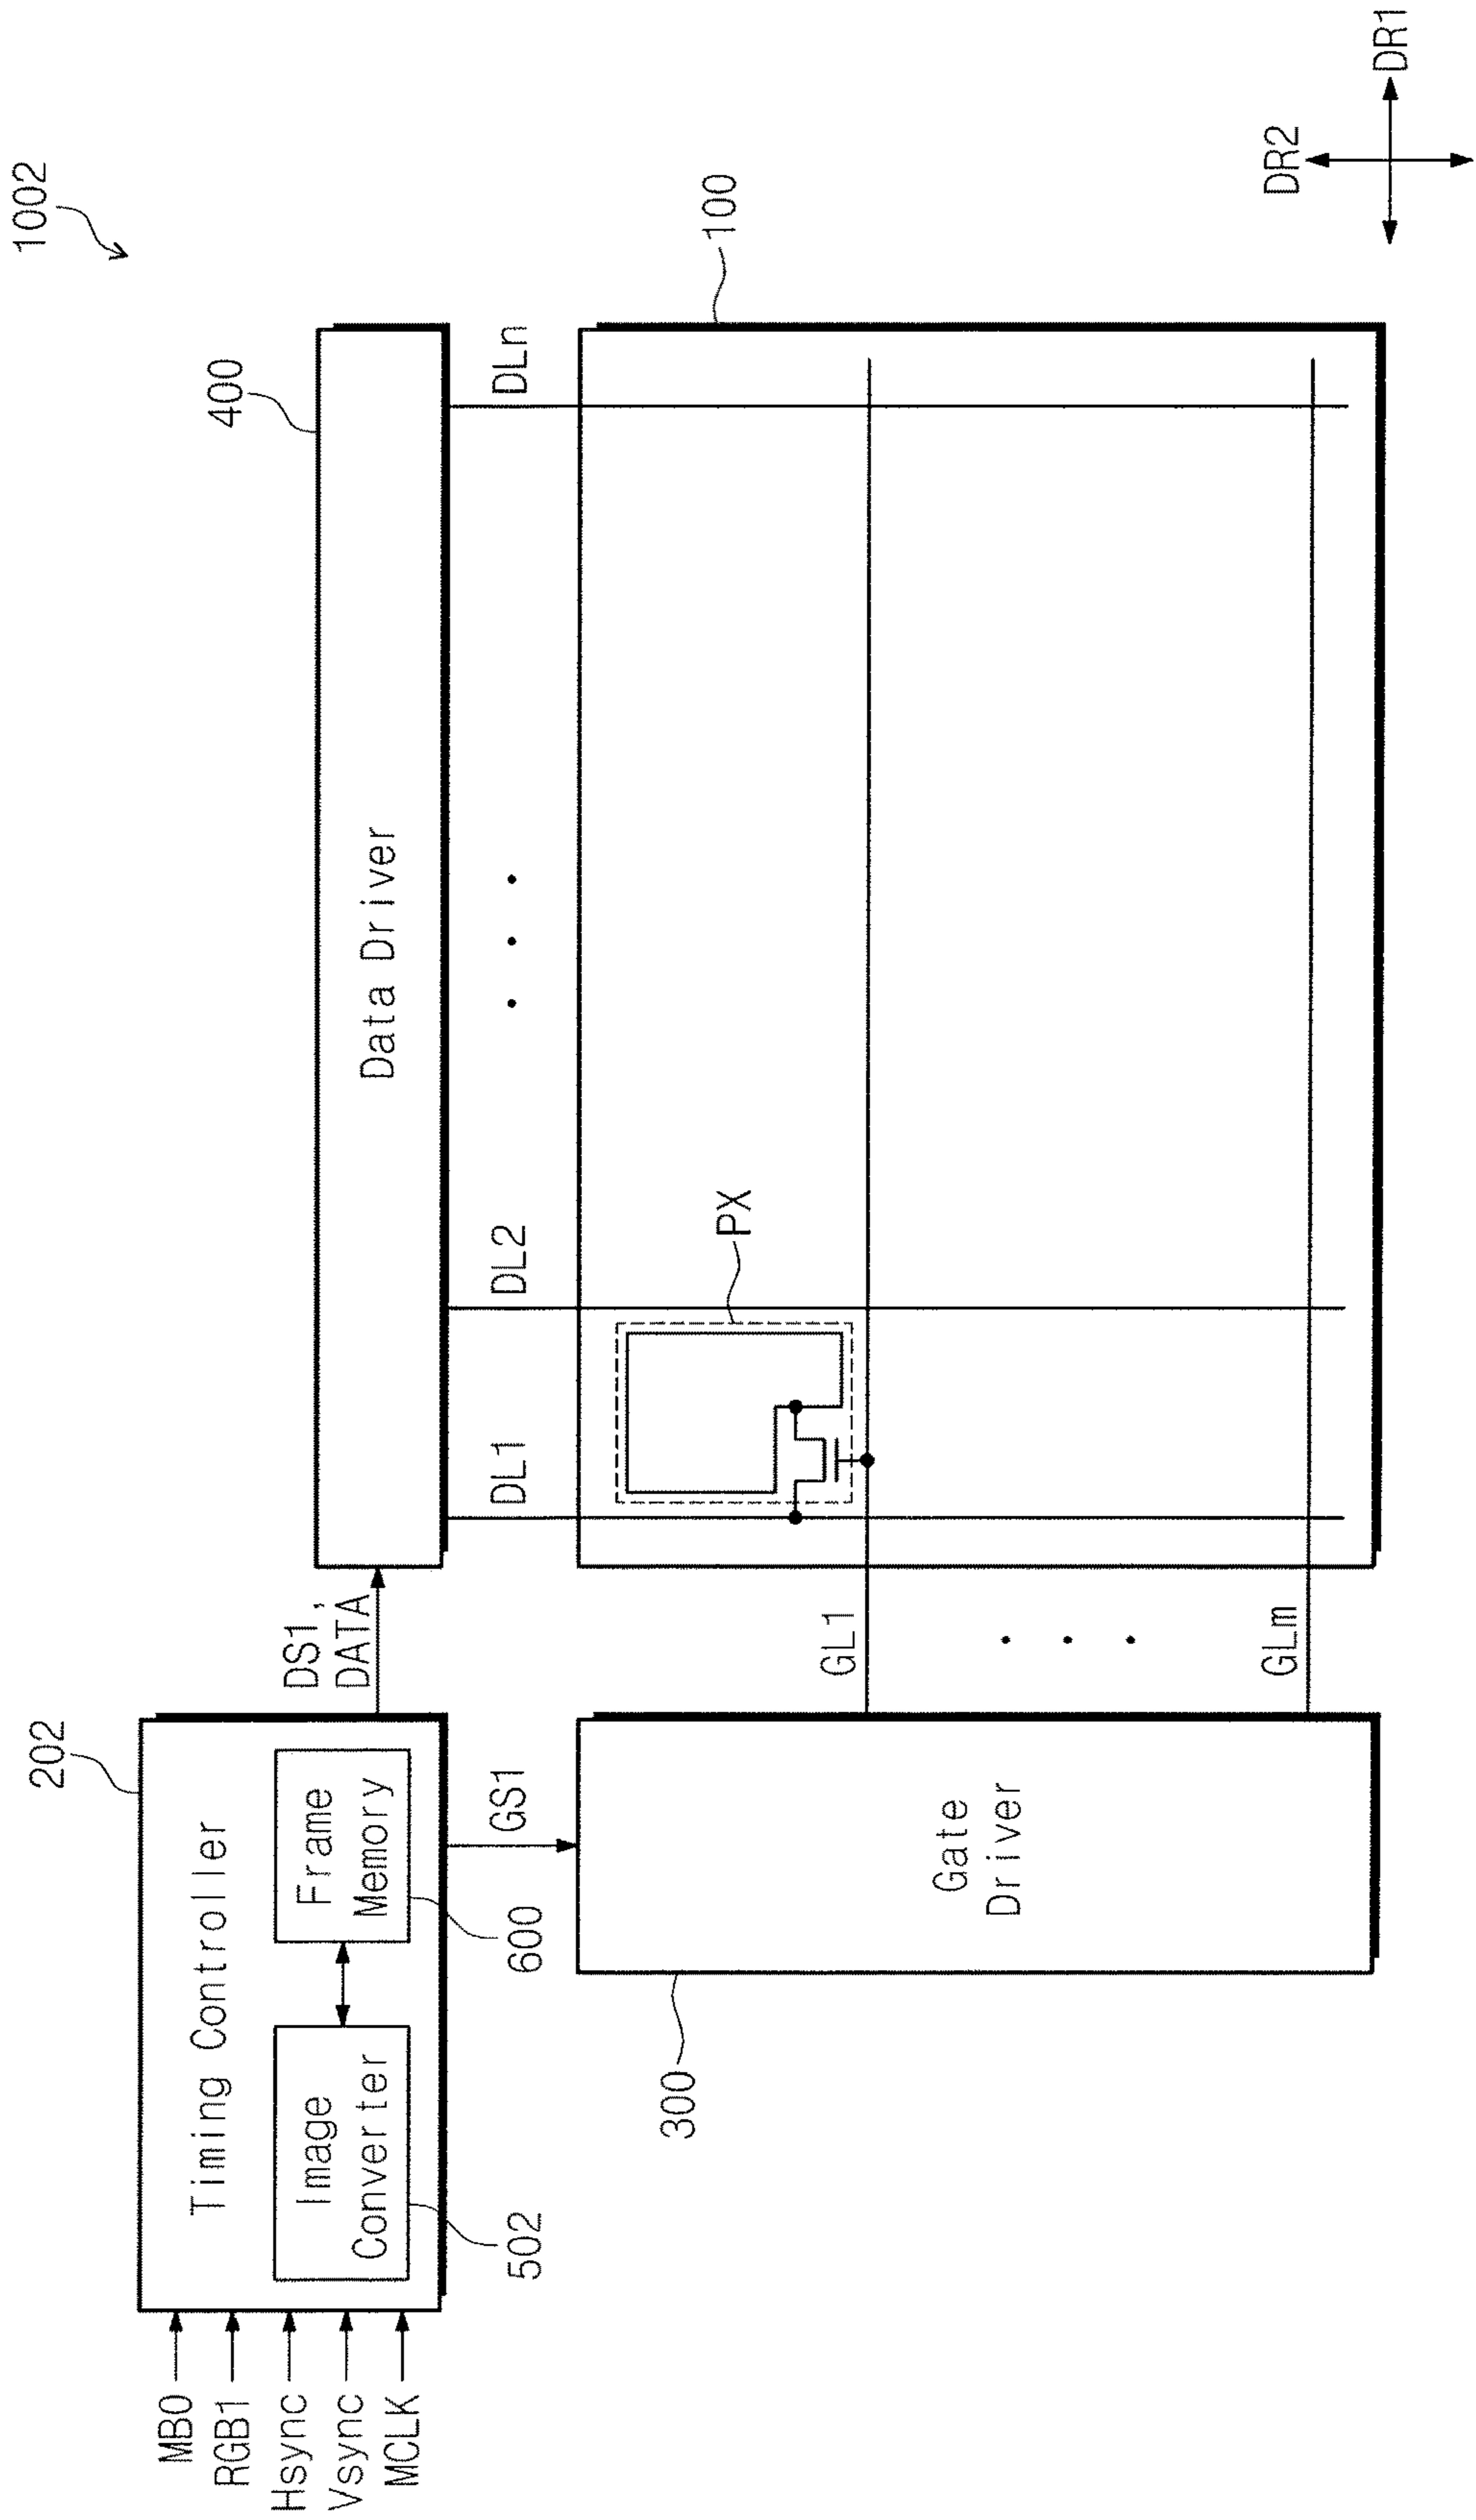 1002
202
400
MB0
RGB1
Hsync
Vsync
MCLK
Timing Controller
Image
Converter
Frame
Memory
502
600
DS1,
DATA
Data Driver
GS1
DL1
DL2
DLn
100
PX
300
Gate
Driver
GL1
GLm
DR2
DR1